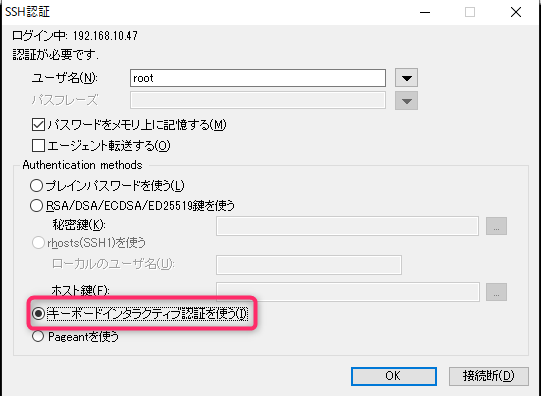 SSH認証
ログイン中: 192.168.10.47
認証が必要です.
ユーザ名(N): root
パスフレーズ
パスワードをメモリ上に記憶する(M)
エージェント転送する(O)
Authentication methods
プレインパスワードを使う(L)
RSA/DSA/ECDSA/ED25519鍵を使う
秘密鍵(K): ...
rhosts(SSH1)を使う
ローカルのユーザ名(U):
ホスト鍵(F): ...
キーボードインタラクティブ認証を使う(I)
Pageantを使う
OK 接続断(D)